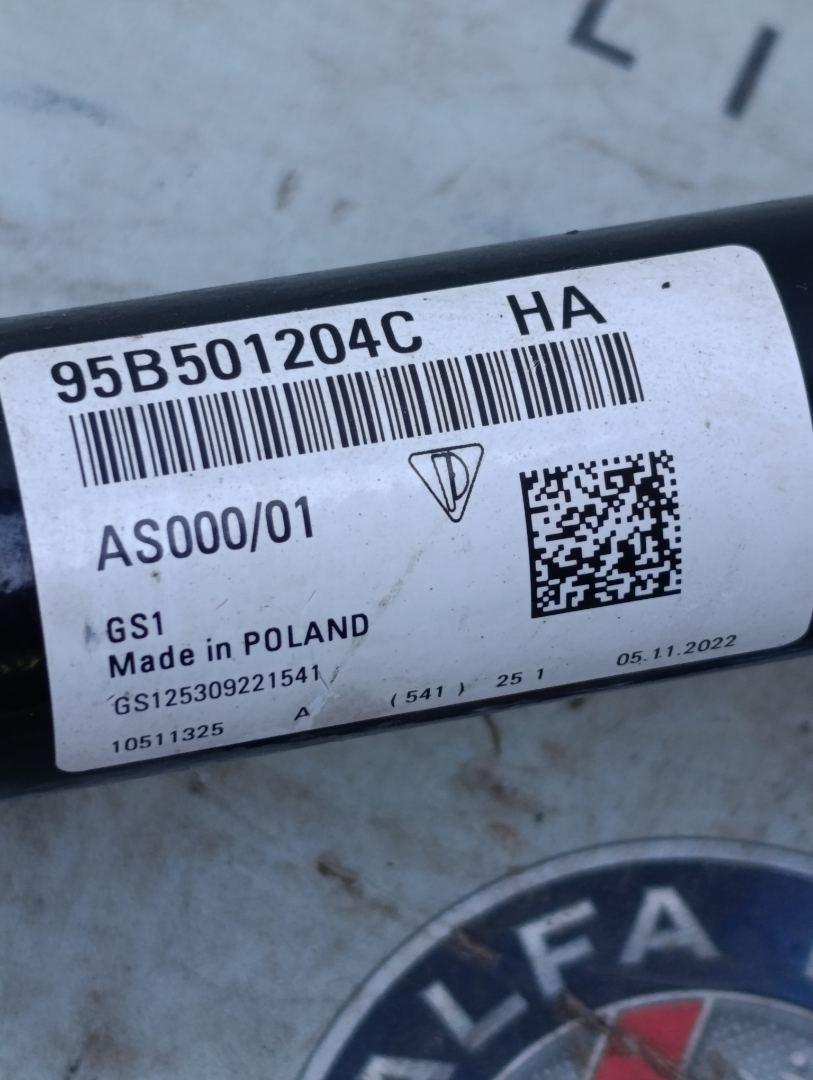 95B501204C HA
AS000/01
GS1
Made in POLAND
GS125309221541
10511325 A (541) 25 1 05.11.2022
ALFA